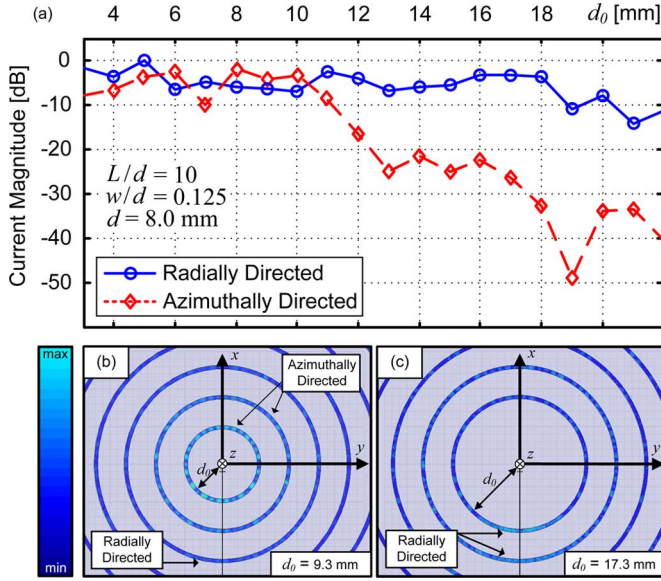 (a) 4 6 8 10 12 14 16 18 d₀ [mm]
0
-10
-20
-30
-40
-50
Current Magnitude [dB]
L/d = 10
w/d = 0.125
d = 8.0 mm
Radially Directed
Azimuthally Directed
max
min
(b)
x
Azimuthally
Directed
y
z
d₀
Radially
Directed
d₀ = 9.3 mm
(c)
x
y
z
d₀
Radially
Directed
d₀ = 17.3 mm